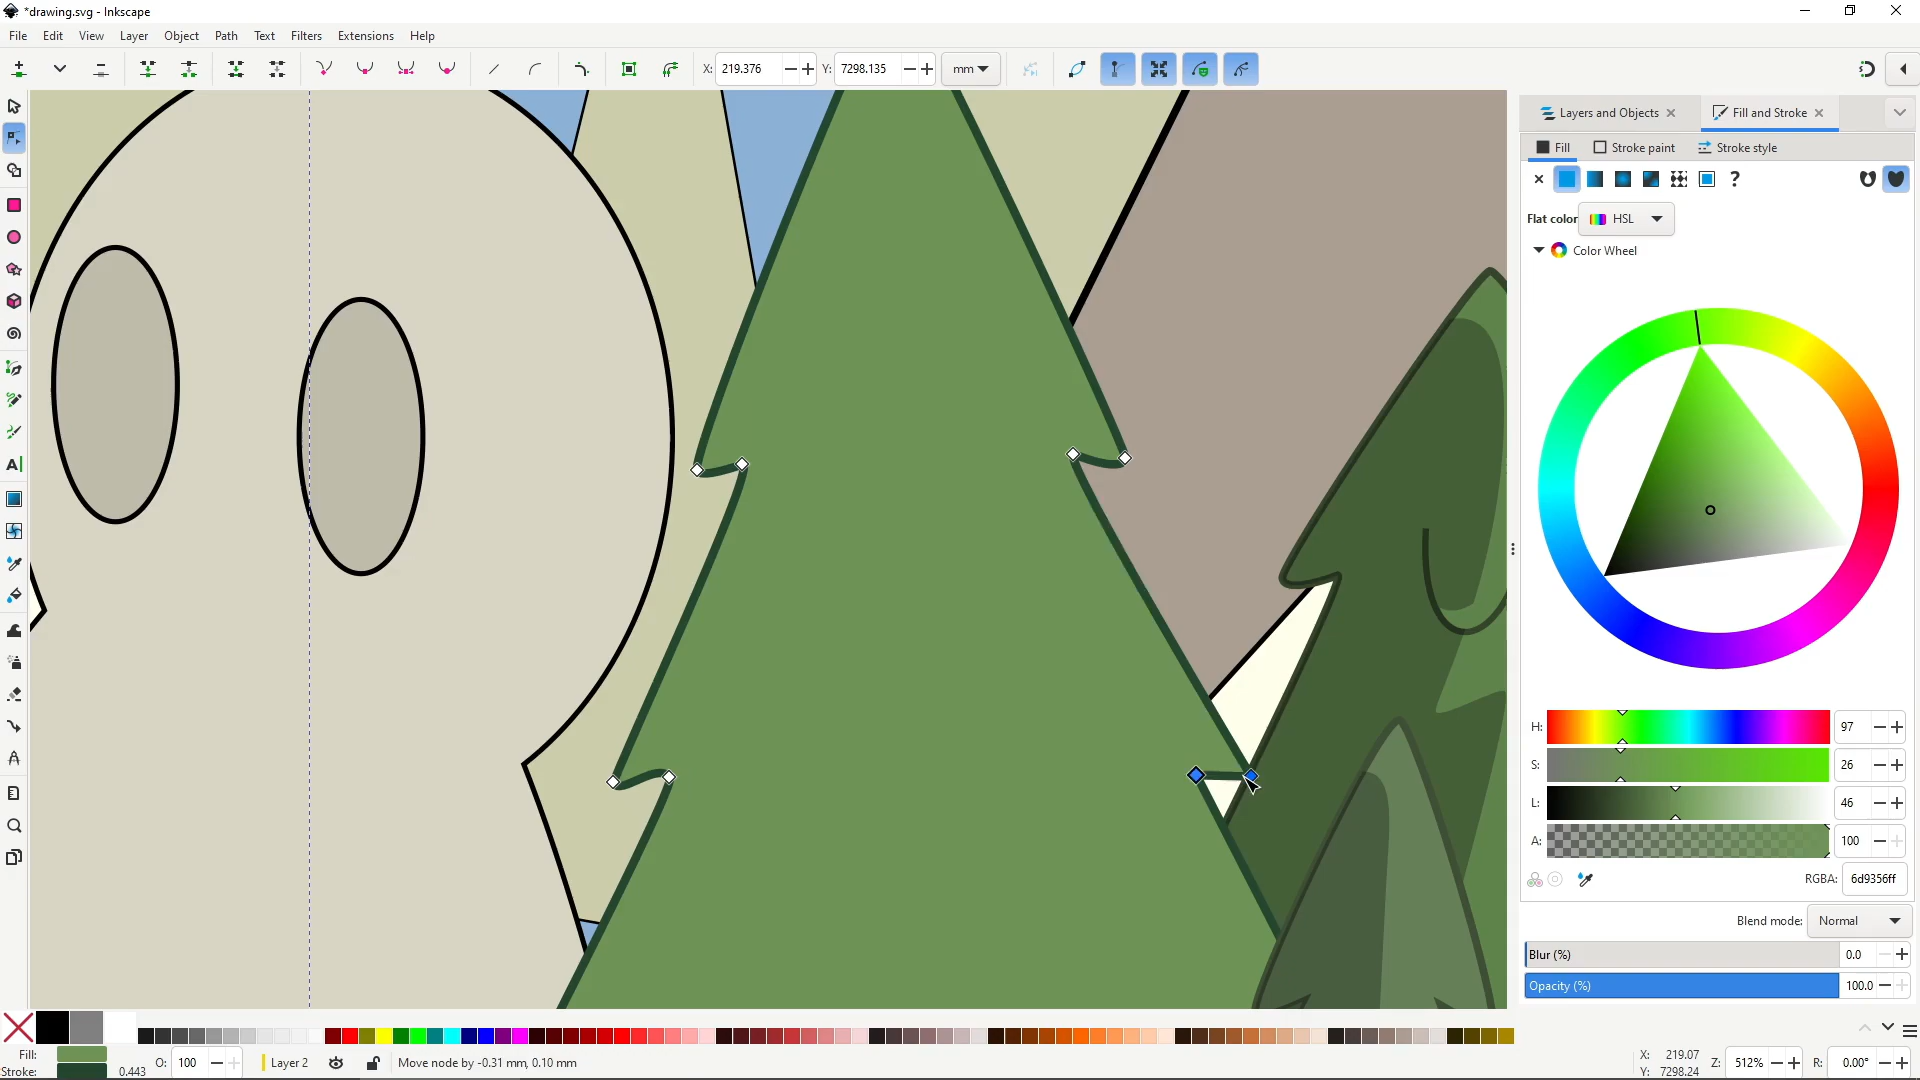 *drawing.svg - Inkscape
File Edit View Layer Object Path Text Filters Extensions Help
X: 219.376 Y: 7298.135 mm
Layers and Objects Fill and Stroke
Fill Stroke paint Stroke style
?
Flat color HSL
Color Wheel
H: 97
S: 26
L: 46
A: 100
RGBA: 6d9356ff
Blend mode: Normal
Blur (%) 0.0
Opacity (%) 100.0
Fill:
Stroke: 0.443
O: 100
Layer 2
Move node by -0.31 mm, 0.10 mm
X: 219.07
Y: 7298.24
Z: 512%
R: 0.00°